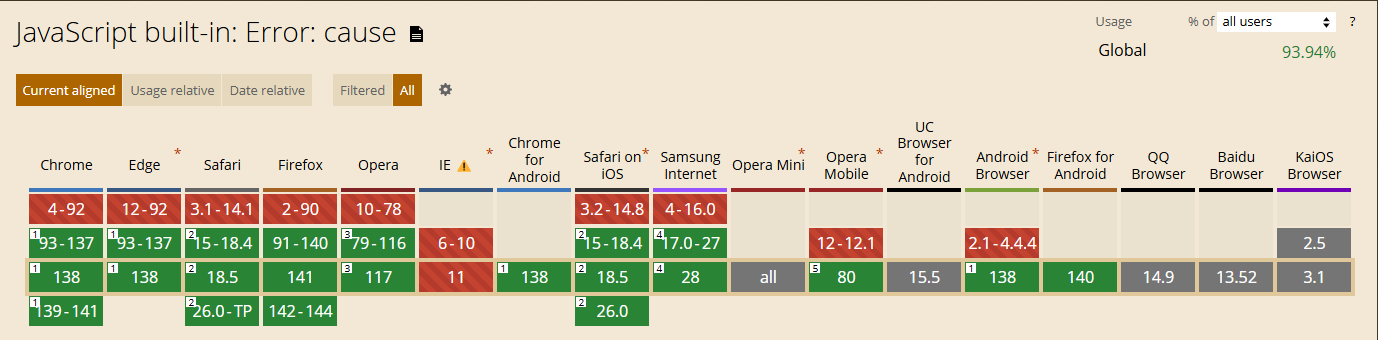 JavaScript built-in: Error: cause
Usage % of all users ?
Global 93.94%
Current aligned Usage relative Date relative Filtered All
Chrome Edge * Safari Firefox Opera IE * Chrome for Android Safari on iOS * Samsung Internet Opera Mini * Opera Mobile * UC Browser for Android Android Browser * Firefox for Android QQ Browser Baidu Browser KaiOS Browser
4-92 12-92 3.1-14.1 2-90 10-78 3.2-14.8 4-16.0
1 93-137 1 93-137 2 15-18.4 91-140 3 79-116 6-10 2 15-18.4 4 17.0-27 12-12.1 2.1-4.4.4 2.5
1 138 1 138 2 18.5 141 3 117 11 1 138 2 18.5 4 28 all 5 80 15.5 1 138 140 14.9 13.52 3.1
1 139-141 2 26.0-TP 142-144 2 26.0